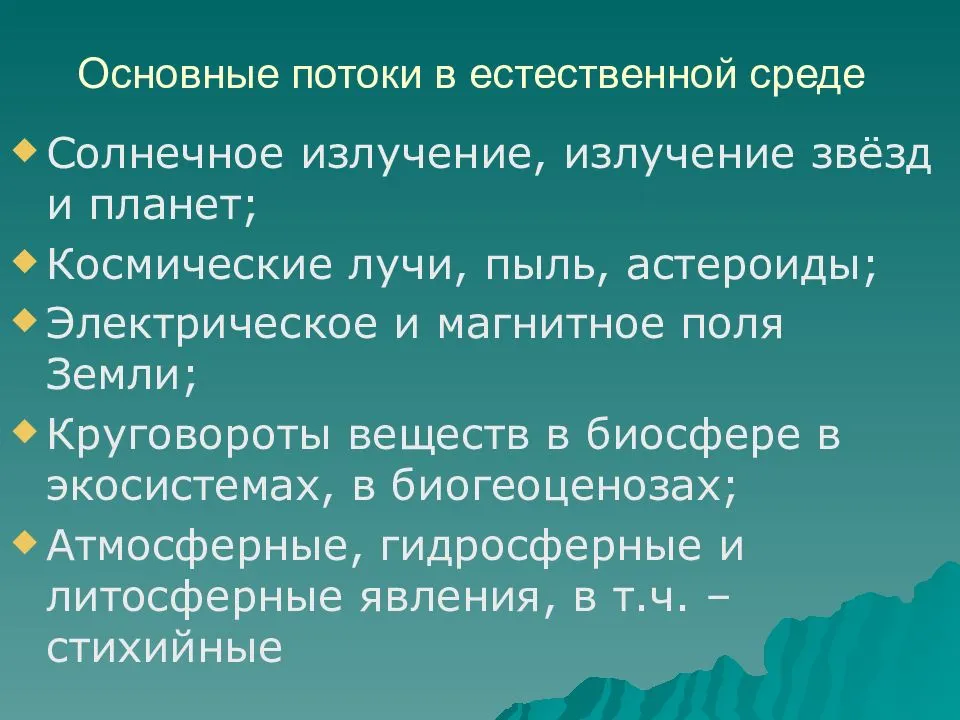 Основные потоки в естественной среде
Солнечное излучение, излучение звёзд
и планет;
Космические лучи, пыль, астероиды;
Электрическое и магнитное поля
Земли;
Круговороты веществ в биосфере в
экосистемах, в биогеоценозах;
Атмосферные, гидросферные и
литосферные явления, в т.ч. –
стихийные